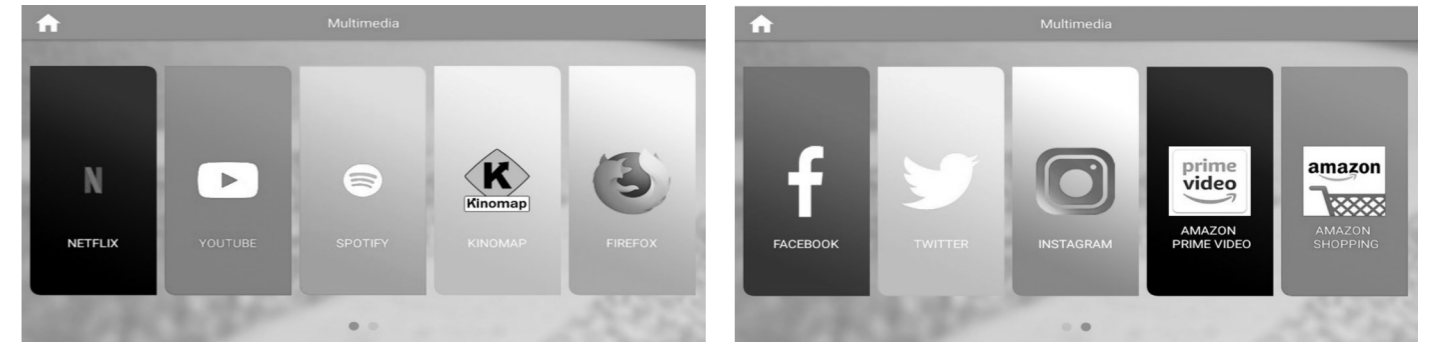 Multimedia
N
K
Kinomap
NETFLIX
YOUTUBE
SPOTIFY
KINOMAP
FIREFOX
Multimedia
f
prime
video
amazon
FACEBOOK
TWITTER
INSTAGRAM
AMAZON
PRIME VIDEO
AMAZON
SHOPPING